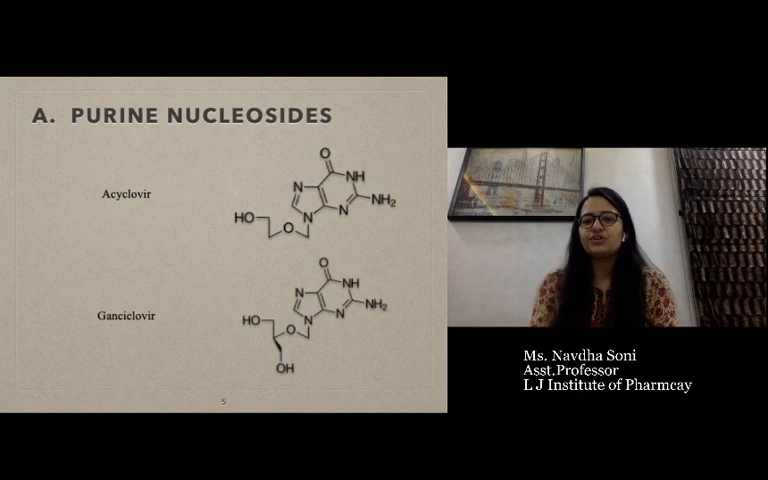 A. PURINE NUCLEOSIDES
Acyclovir
O
N
NH
N
N
NH2
HO
O
Ganciclovir
O
N
NH
N
N
NH2
HO
O
OH
5
Ms. Navdha Soni
Asst.Professor
L J Institute of Pharmcay